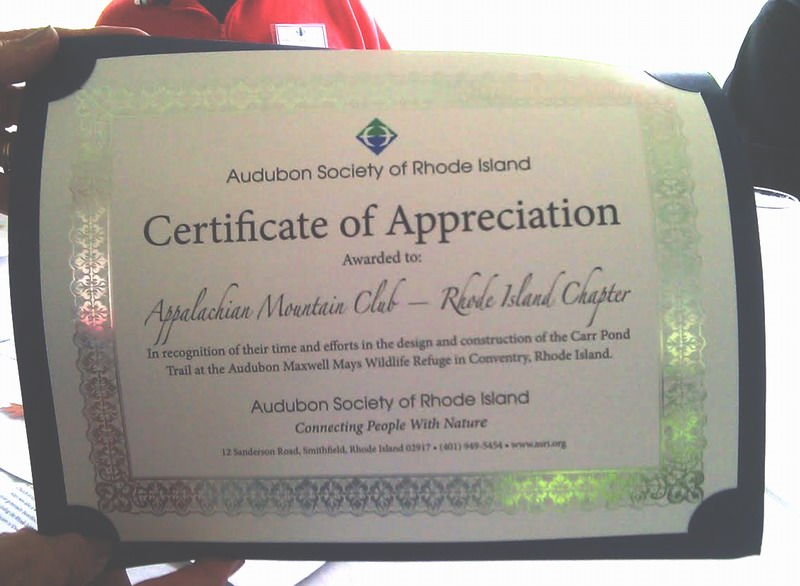 Audubon Society of Rhode Island
Certificate of Appreciation
Awarded to:
Appalachian Mountain Club — Rhode Island Chapter
In recognition of their time and efforts in the design and construction of the Carr Pond
Trail at the Audubon Maxwell Mays Wildlife Refuge in Conventry, Rhode Island.
Audubon Society of Rhode Island
Connecting People With Nature
12 Sanderson Road, Smithfield, Rhode Island 02917 • (401) 949-5454 • www.asri.org